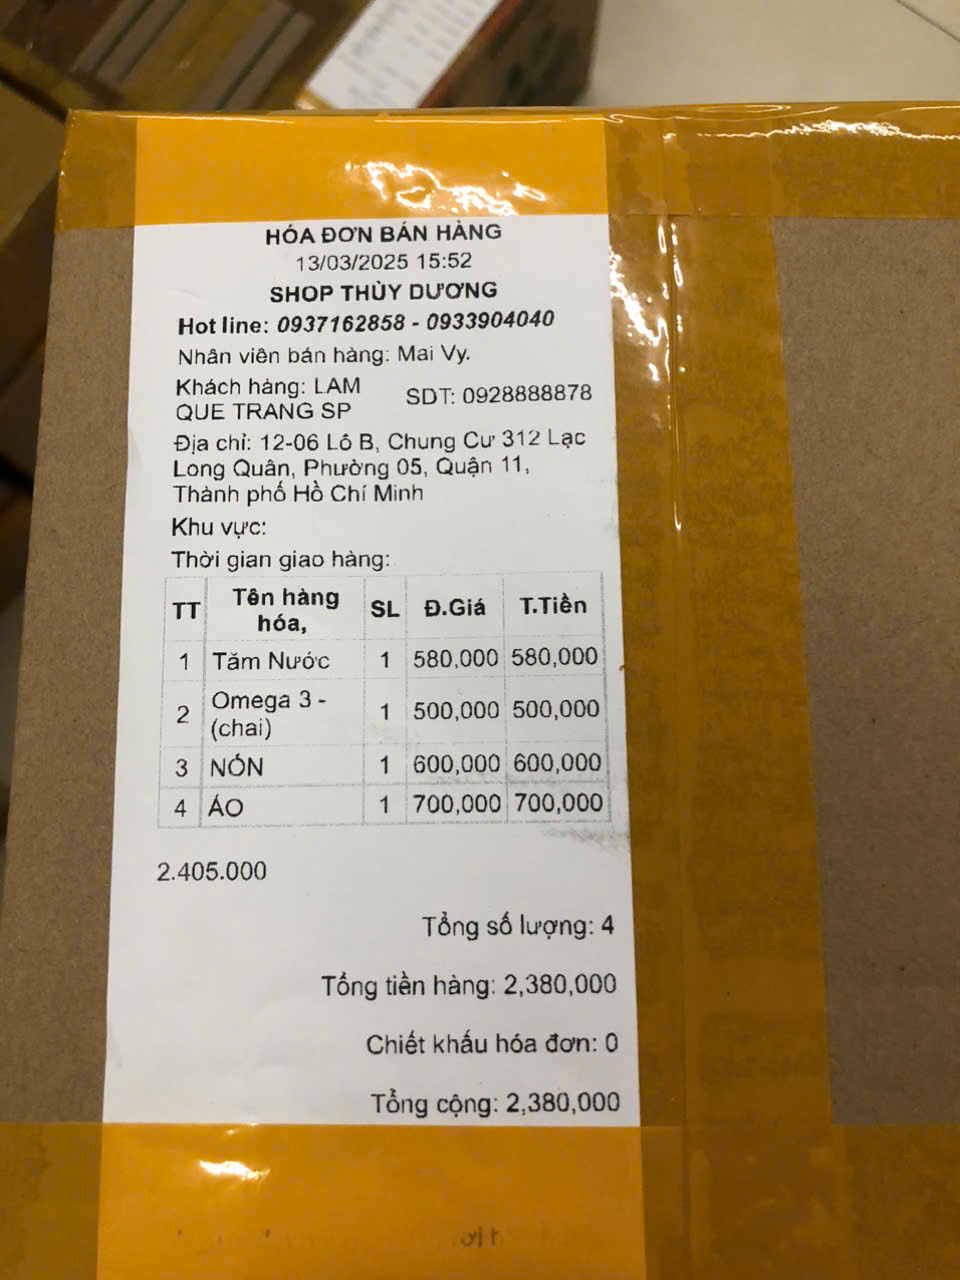 HÓA ĐƠN BÁN HÀNG
13/03/2025 15:52
SHOP THÙY DƯƠNG
Hot line: 0937162858 - 0933904040
Nhân viên bán hàng: Mai Vy.
Khách hàng: LAM QUE TRANG SP SDT: 0928888878
Địa chỉ: 12-06 Lô B, Chung Cư 312 Lạc
Long Quân, Phường 05, Quận 11,
Thành phố Hồ Chí Minh
Khu vực:
Thời gian giao hàng:
TT Tên hàng hóa, SL Đ.Giá T.Tiền
1 Tăm Nước 1 580,000 580,000
2 Omega 3 - (chai) 1 500,000 500,000
3 NÓN 1 600,000 600,000
4 ÁO 1 700,000 700,000
2.405.000
Tổng số lượng: 4
Tổng tiền hàng: 2,380,000
Chiết khấu hóa đơn: 0
Tổng cộng: 2,380,000